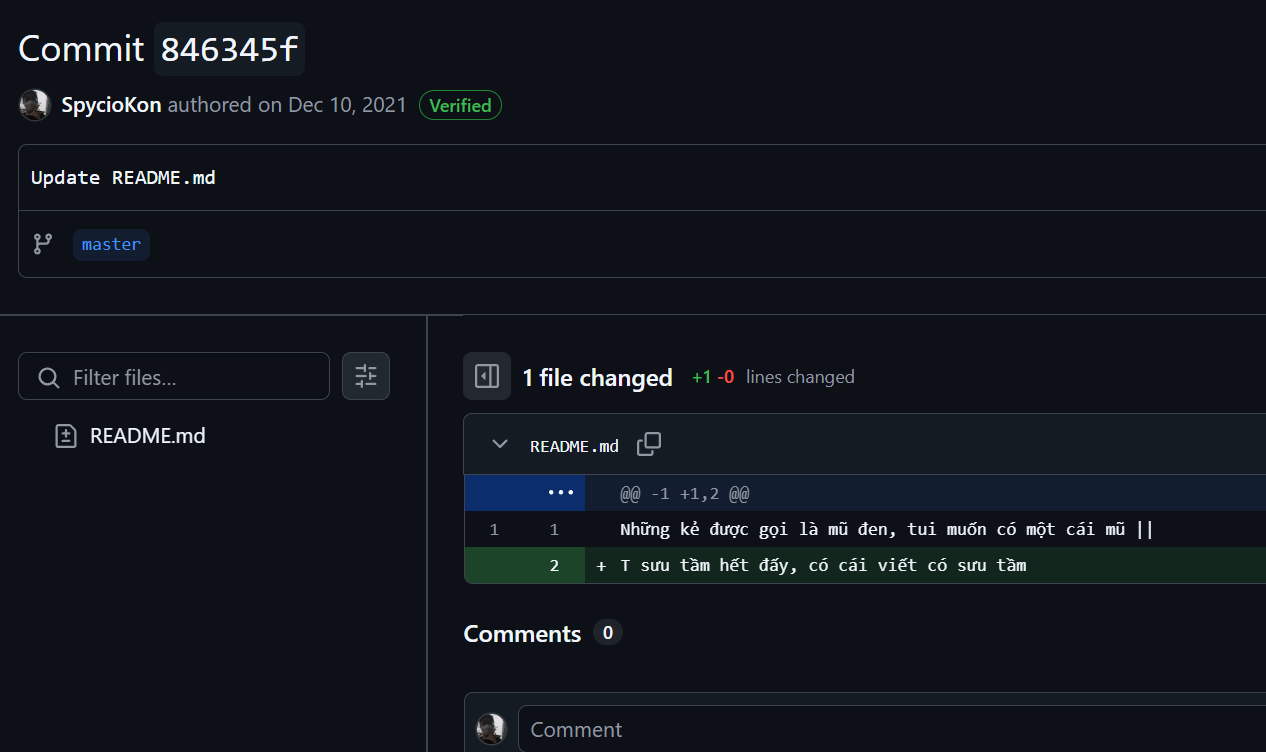 Commit 846345f
SpycioKon authored on Dec 10, 2021 Verified
Update README.md
master
Filter files...
README.md
1 file changed +1 -0 lines changed
README.md
@@ -1 +1,2 @@
1 1 Những kẻ được gọi là mũ đen, tui muốn có một cái mũ ||
2 + T sưu tầm hết đấy, có cái viết có sưu tầm
Comments 0
Comment